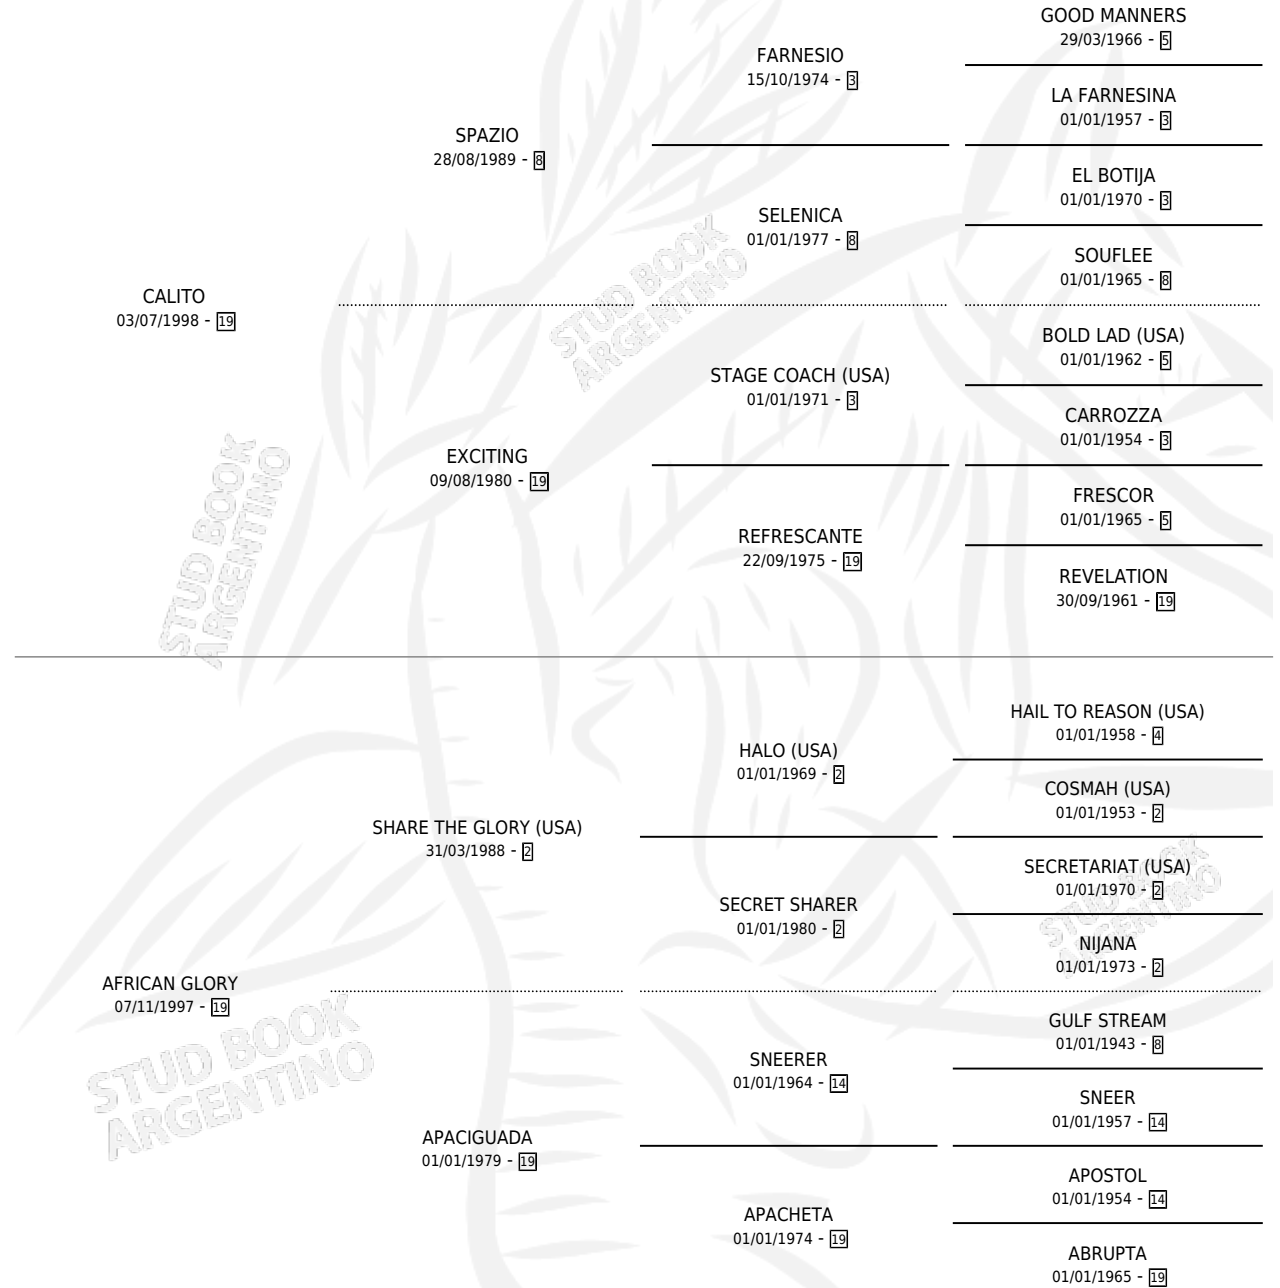 GOOD MANNERS
29/03/1966 - 5
FARNESIO
15/10/1974 - 3
LA FARNESINA
01/01/1957 - 3
SPAZIO
28/08/1989 - 8
EL BOTIJA
01/01/1970 - 3
SELENICA
01/01/1977 - 8
SOUFLEE
01/01/1965 - 8
CALITO
03/07/1998 - 19
BOLD LAD (USA)
01/01/1962 - 5
STAGE COACH (USA)
01/01/1971 - 3
CARROZZA
01/01/1954 - 3
EXCITING
09/08/1980 - 19
FRESCOR
01/01/1965 - 5
REFRESCANTE
22/09/1975 - 19
REVELATION
30/09/1961 - 19
STUD BOOK
ARGENTINO
STUD BOOK
ARGENTINO
HAIL TO REASON (USA)
01/01/1958 - 4
HALO (USA)
01/01/1969 - 2
COSMAH (USA)
01/01/1953 - 2
SHARE THE GLORY (USA)
31/03/1988 - 2
SECRETARIAT (USA)
01/01/1970 - 2
SECRET SHARER
01/01/1980 - 2
NIJANA
01/01/1973 - 2
STUD BOOK
ARGENTINO
AFRICAN GLORY
07/11/1997 - 19
GULF STREAM
01/01/1943 - 8
SNEERER
01/01/1964 - 14
SNEER
01/01/1957 - 14
STUD BOOK
ARGENTINO
APACIGUADA
01/01/1979 - 19
APOSTOL
01/01/1954 - 14
APACHETA
01/01/1974 - 19
ABRUPTA
01/01/1965 - 19